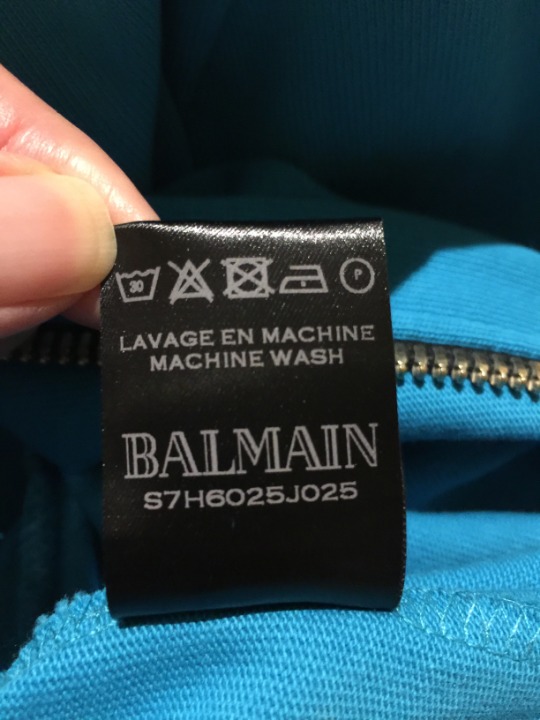 30
P
LAVAGE EN MACHINE
MACHINE WASH
BALMAIN
S7H6025J025